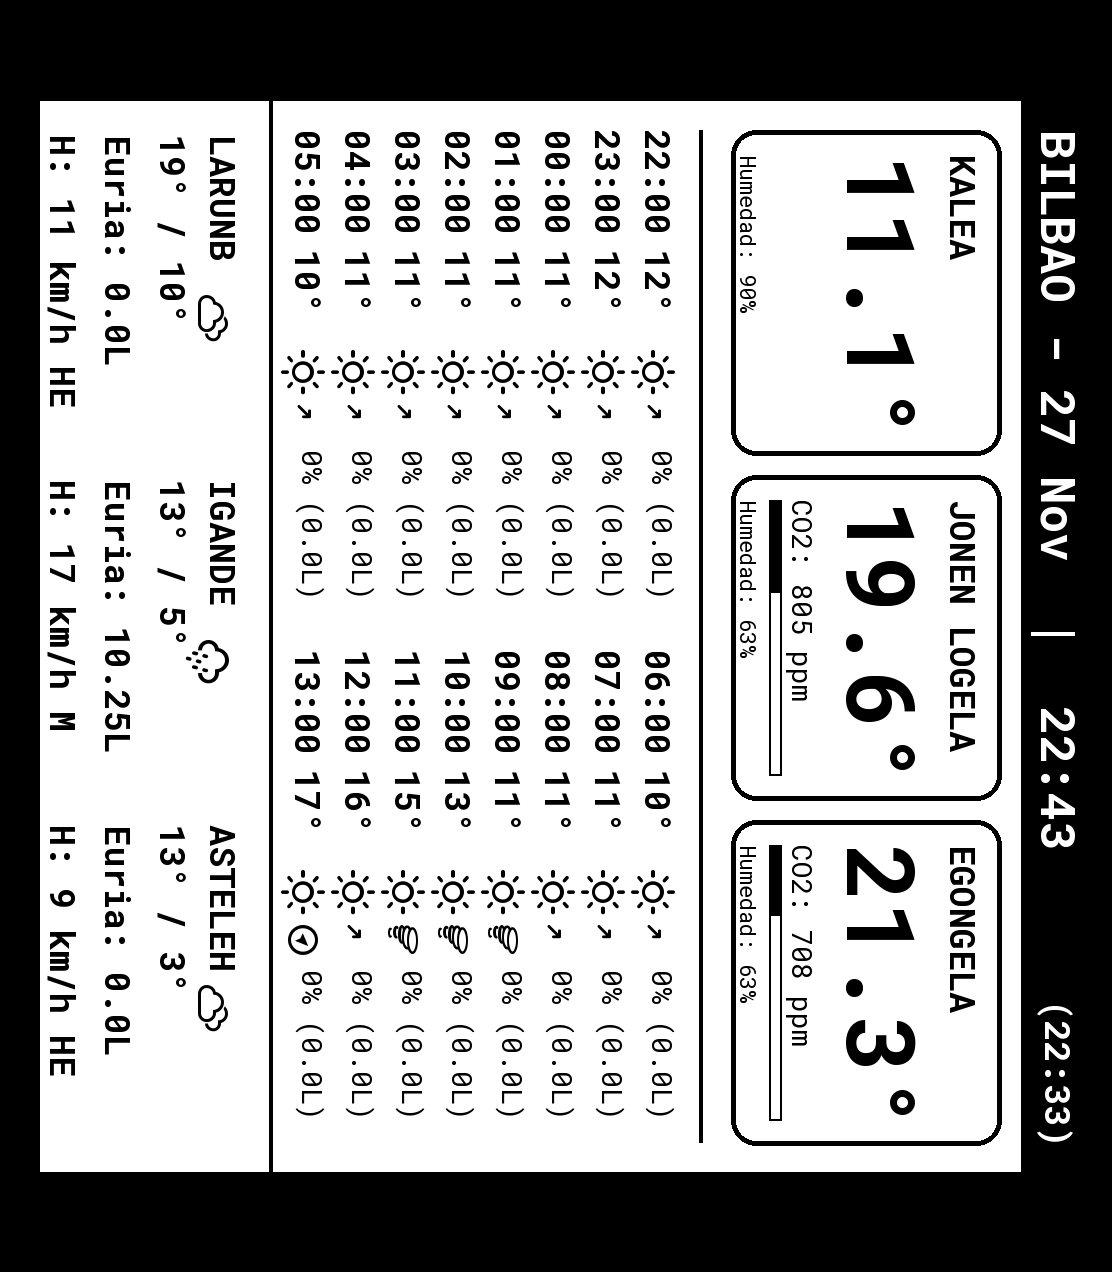 BILBAO - 27 Nov | 22:43 (22:33)
KALEA
11.1°
Humedad: 90%
JONEN LOGELA
19.6°
CO2: 805 ppm
Humedad: 63%
EGONGELA
21.3°
CO2: 708 ppm
Humedad: 63%
22:00 12° 0% (0.0L)
23:00 12° 0% (0.0L)
00:00 11° 0% (0.0L)
01:00 11° 0% (0.0L)
02:00 11° 0% (0.0L)
03:00 11° 0% (0.0L)
04:00 11° 0% (0.0L)
05:00 10° 0% (0.0L)
06:00 10° 0% (0.0L)
07:00 11° 0% (0.0L)
08:00 11° 0% (0.0L)
09:00 11° 0% (0.0L)
10:00 13° 0% (0.0L)
11:00 15° 0% (0.0L)
12:00 16° 0% (0.0L)
13:00 17° 0% (0.0L)
LARUNB
19° / 10°
Euria: 0.0L
H: 11 km/h HE
IGANDE
13° / 5°
Euria: 10.25L
H: 17 km/h M
ASTELEH
13° / 3°
Euria: 0.0L
H: 9 km/h HE